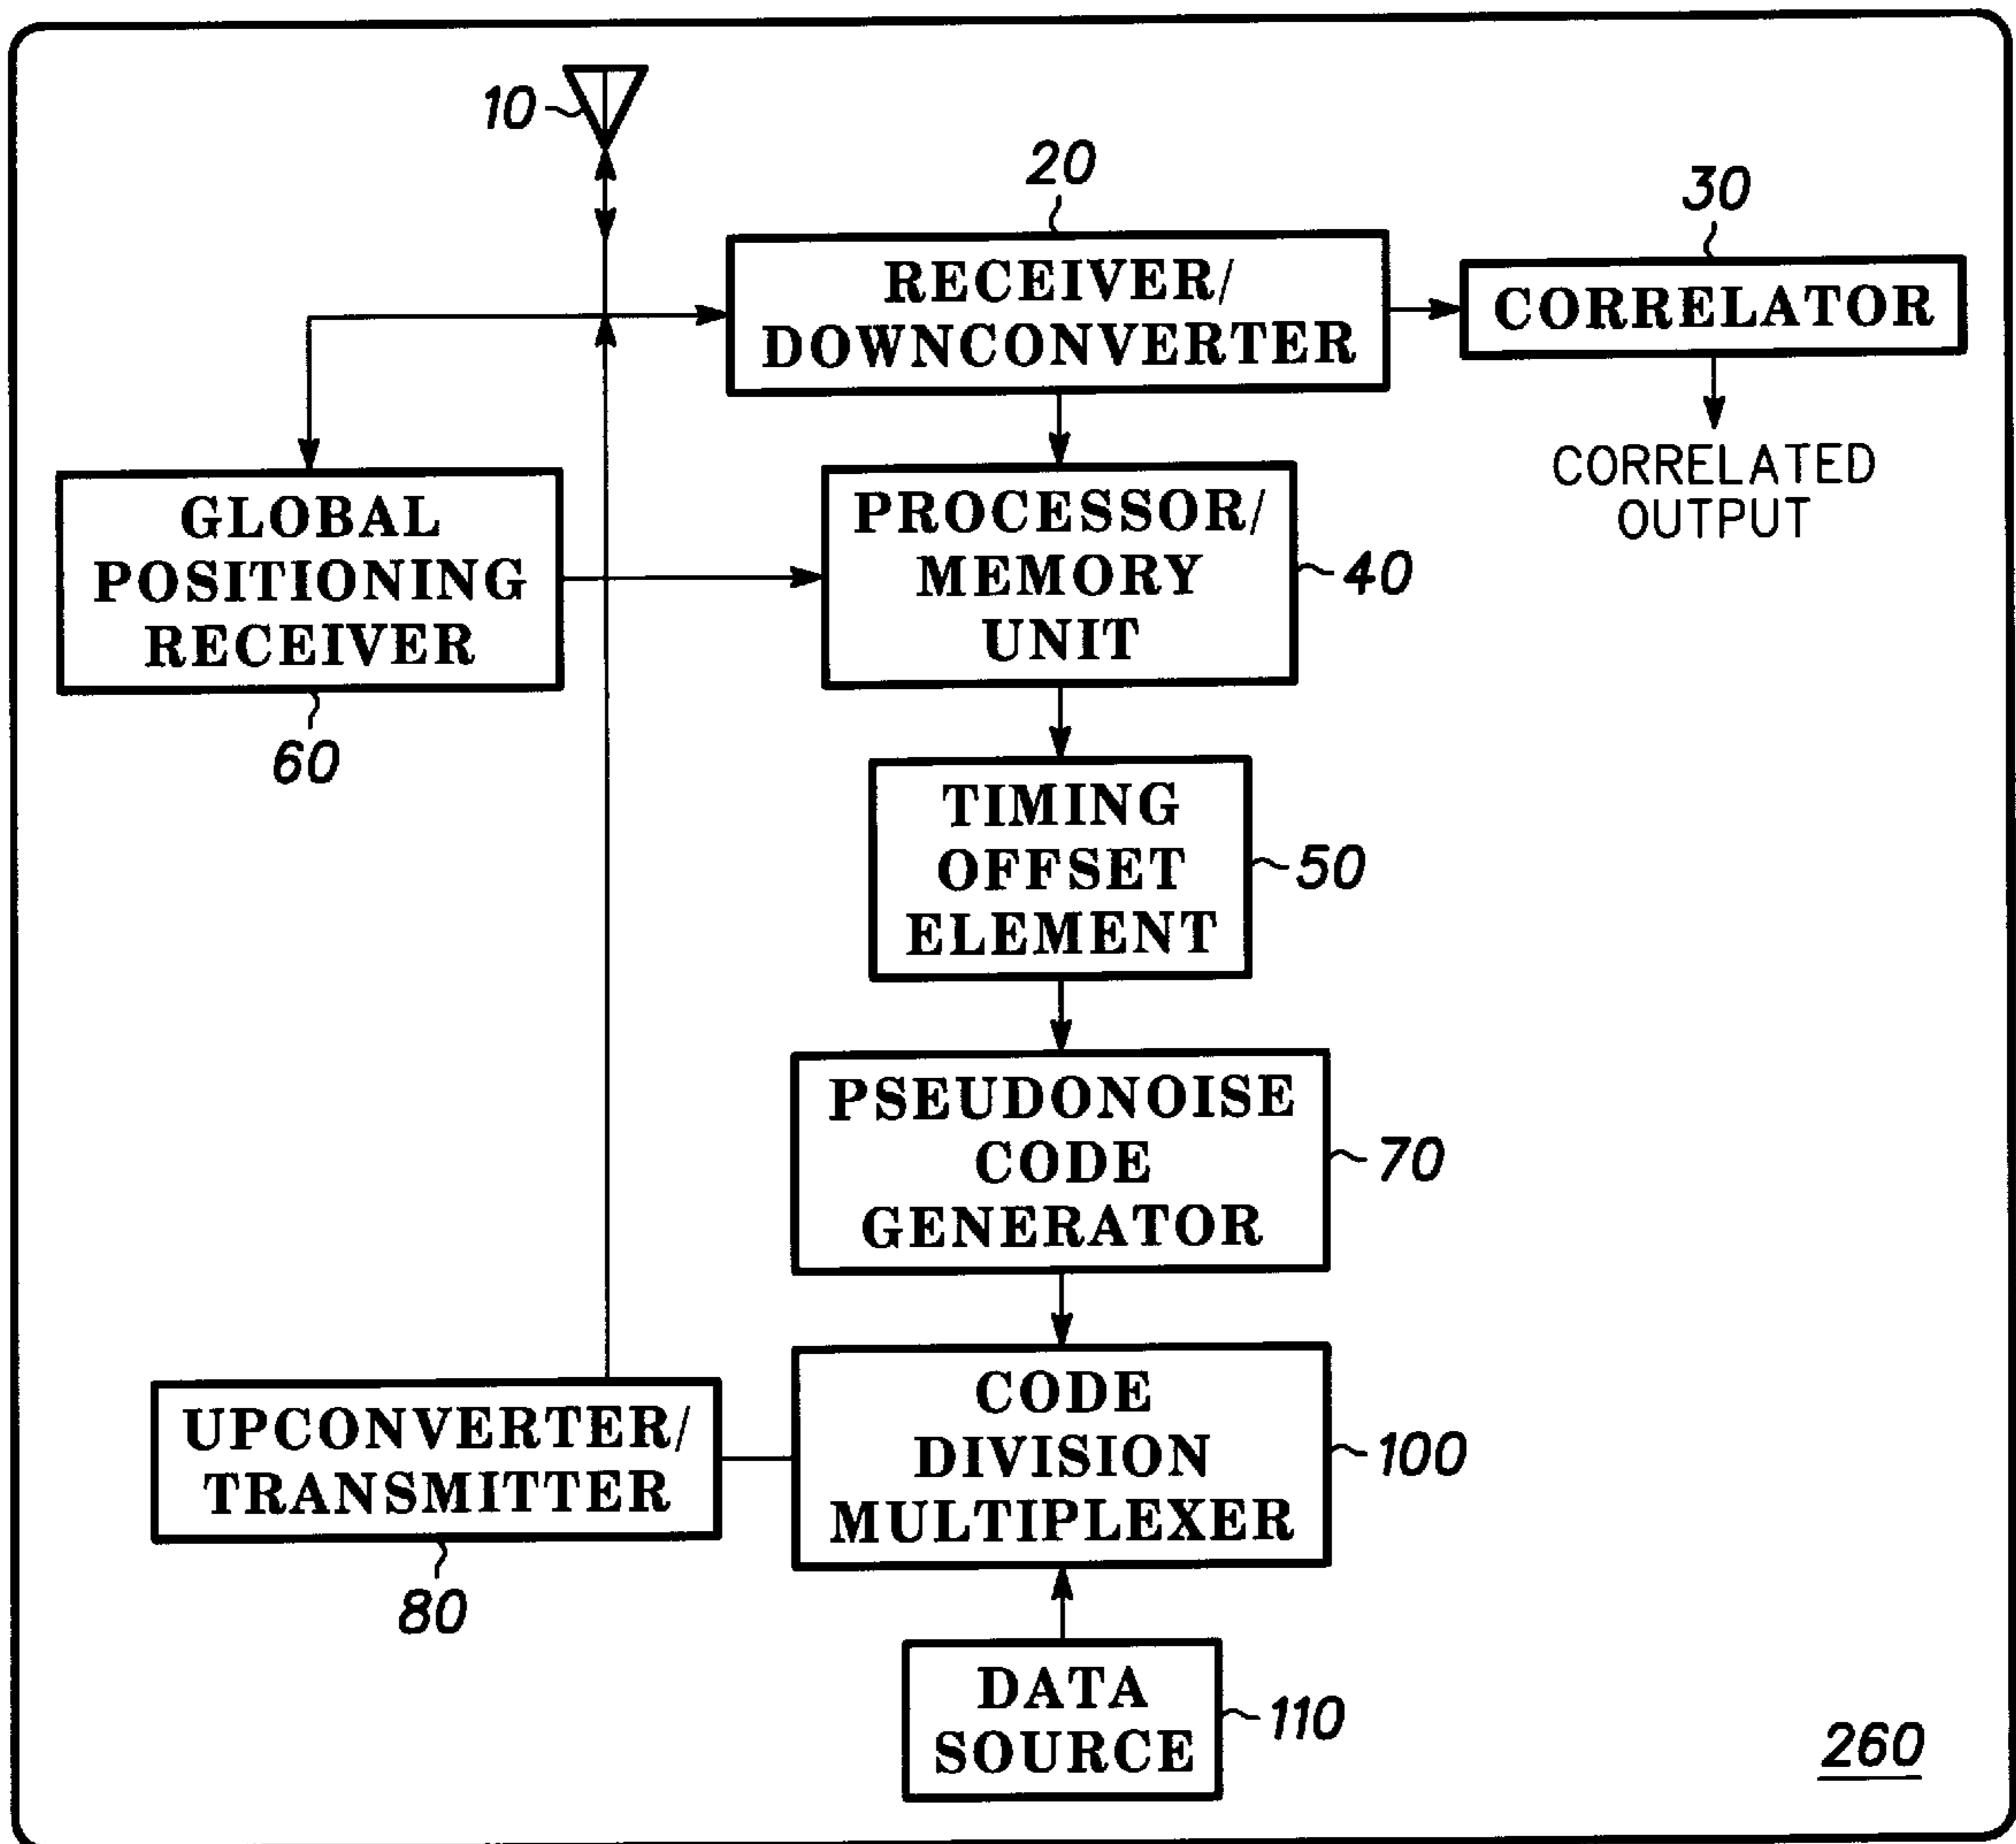 10
20
30
RECEIVER/
DOWNCONVERTER
CORRELATOR
CORRELATED
OUTPUT
GLOBAL
POSITIONING
RECEIVER
60
PROCESSOR/
MEMORY
UNIT
40
TIMING
OFFSET
ELEMENT
50
PSEUDONOISE
CODE
GENERATOR
70
UPCONVERTER/
TRANSMITTER
80
CODE
DIVISION
MULTIPLEXER
100
DATA
SOURCE
110
260